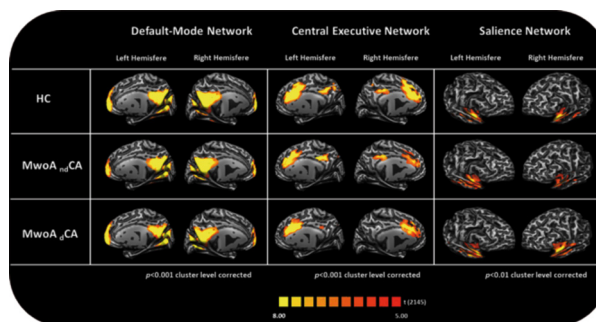 Default-Mode Network Central Executive Network Salience Network
Left Hemisfere Right Hemisfere Left Hemisfere Right Hemisfere Left Hemisfere Right Hemisfere
HC
MwoA ndCA
MwoA dCA
p<0.001 cluster level corrected p<0.001 cluster level corrected p<0.01 cluster level corrected
t (2145)
8.00 5.00